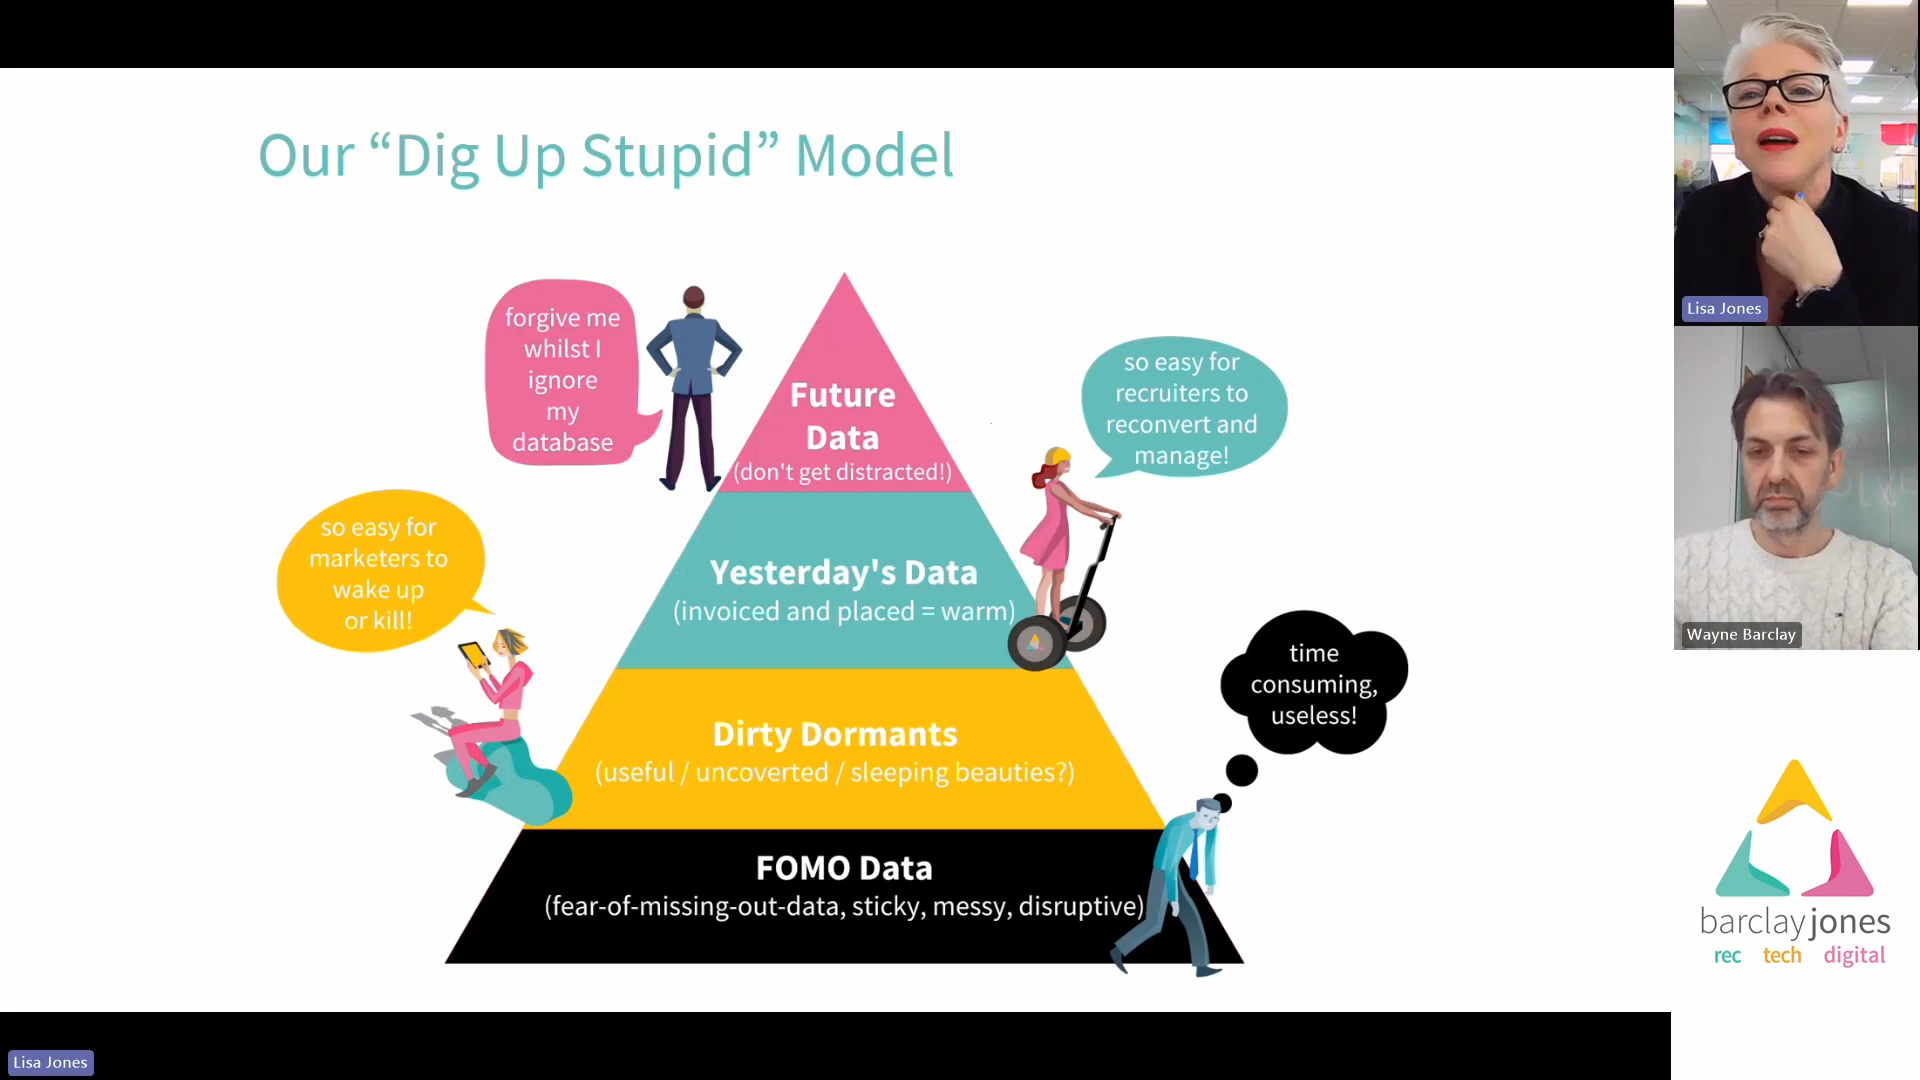 Our “Dig Up Stupid” Model
forgive me
whilst I
ignore
my
database
Future
Data
(don't get distracted!)
so easy for
recruiters to
reconvert and
manage!
so easy for
marketers to
wake up
or kill!
Yesterday's Data
(invoiced and placed = warm)
time
consuming,
useless!
Dirty Dormants
(useful / uncoverted / sleeping beauties?)
FOMO Data
(fear-of-missing-out-data, sticky, messy, disruptive)
Lisa Jones
Wayne Barclay
barclayjones
rec tech digital
Lisa Jones